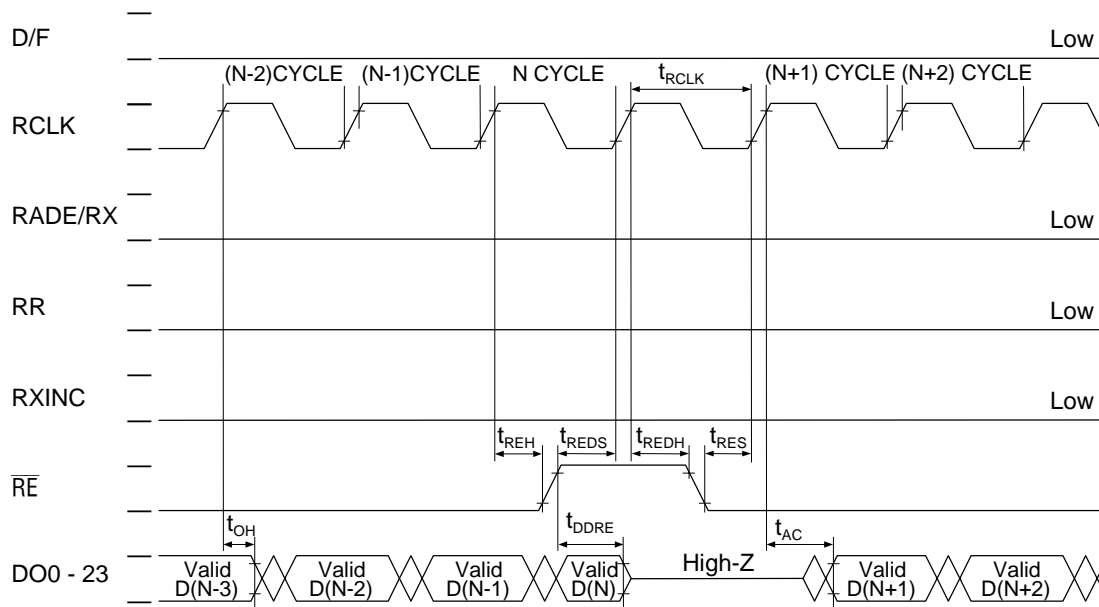 D/F
Low
(N-2)CYCLE (N-1)CYCLE N CYCLE tRCLK (N+1) CYCLE (N+2) CYCLE
RCLK
RADE/RX
Low
RR
Low
RXINC
Low
tREH tREDS tREDH tRES
RE
tOH tDDRE tAC
DO0 - 23
Valid D(N-3)
Valid D(N-2)
Valid D(N-1)
Valid D(N)
High-Z
Valid D(N+1)
Valid D(N+2)